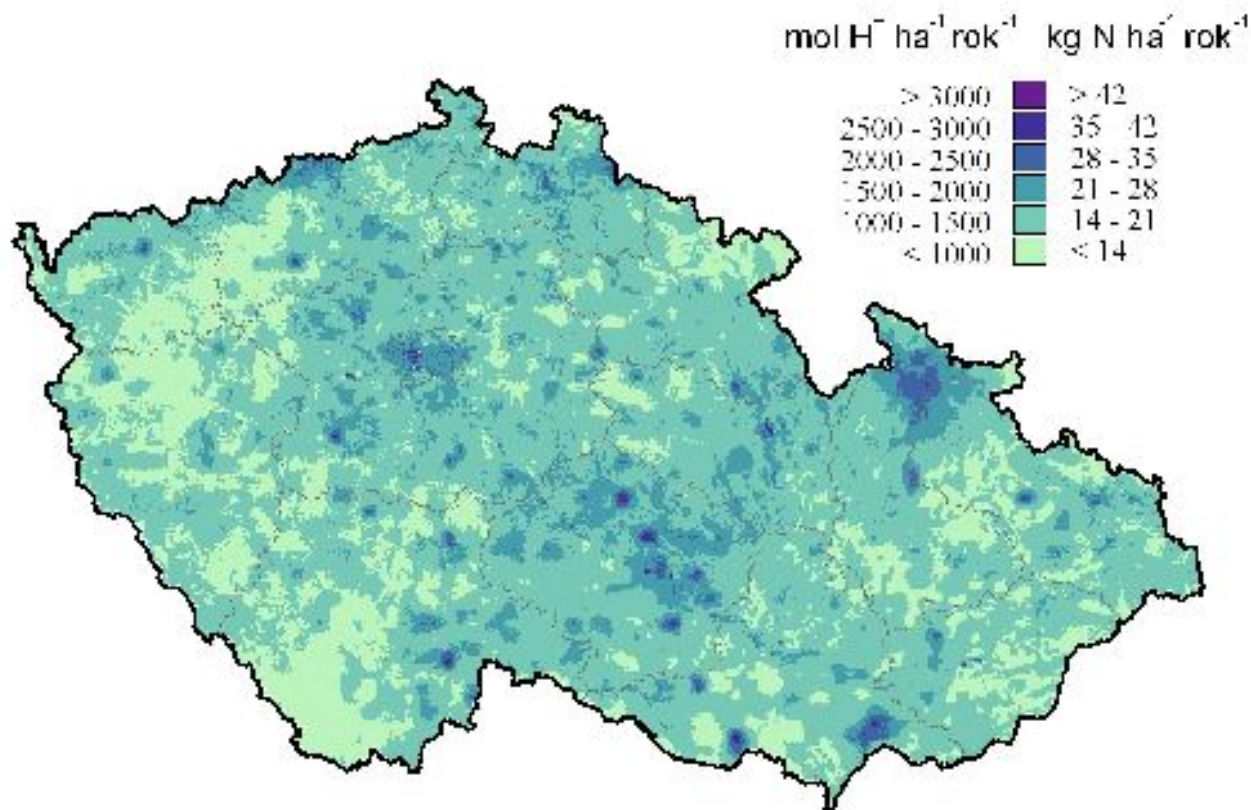 mol H⁻ ha⁻¹ rok⁻¹ kg N ha⁻¹ rok⁻¹
> 3000 > 42
2500 - 3000 35 - 42
2000 - 2500 28 - 35
1500 - 2000 21 - 28
1000 - 1500 14 - 21
< 1000 < 14